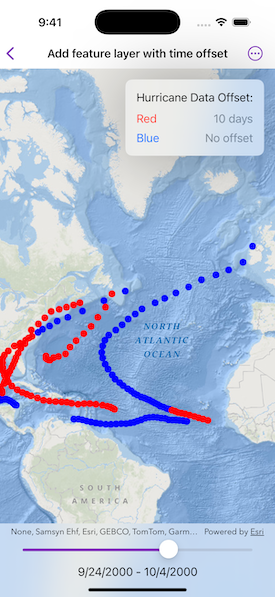 9:41
Add feature layer with time offset
Hurricane Data Offset:
Red 10 days
Blue No offset
NORTH
ATLANTIC
OCEAN
SOUTH
AMERICA
None, Samsyn Ehf, Esri, GEBCO, TomTom, Garm... Powered by Esri
9/24/2000 - 10/4/2000